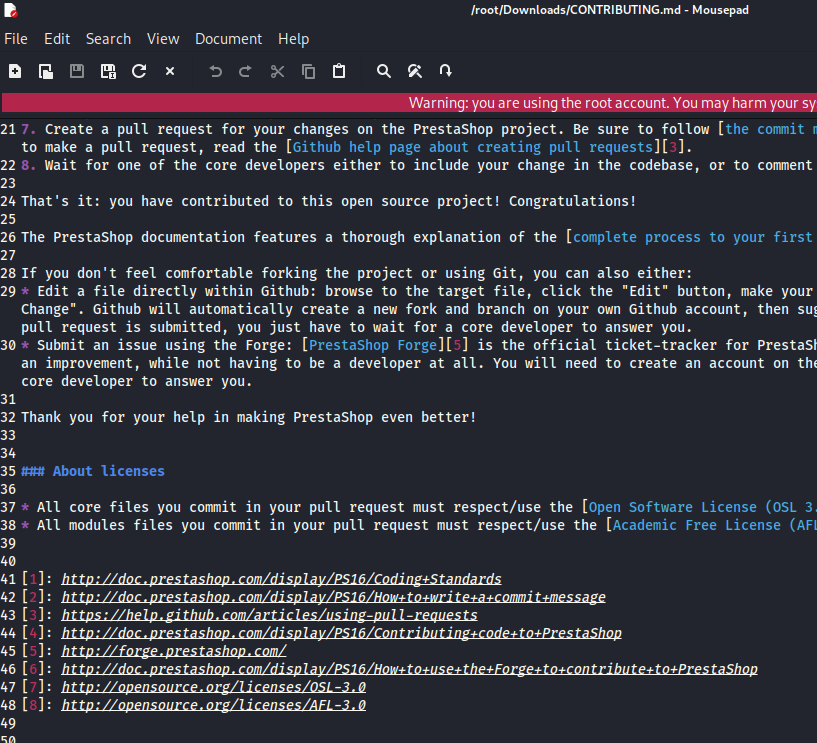 /root/Downloads/CONTRIBUTING.md - Mousepad
File Edit Search View Document Help
Warning: you are using the root account. You may harm your sy
21 7. Create a pull request for your changes on the PrestaShop project. Be sure to follow [the commit m
to make a pull request, read the [Github help page about creating pull requests][3].
22 8. Wait for one of the core developers either to include your change in the codebase, or to comment
23
24 That's it: you have contributed to this open source project! Congratulations!
25
26 The PrestaShop documentation features a thorough explanation of the [complete process to your first
27
28 If you don't feel comfortable forking the project or using Git, you can also either:
29 * Edit a file directly within Github: browse to the target file, click the "Edit" button, make your
Change". Github will automatically create a new fork and branch on your own Github account, then sug
pull request is submitted, you just have to wait for a core developer to answer you.
30 * Submit an issue using the Forge: [PrestaShop Forge][5] is the official ticket-tracker for PrestaSh
an improvement, while not having to be a developer at all. You will need to create an account on the
core developer to answer you.
31
32 Thank you for your help in making PrestaShop even better!
33
34
35 ### About licenses
36
37 * All core files you commit in your pull request must respect/use the [Open Software License (OSL 3.
38 * All modules files you commit in your pull request must respect/use the [Academic Free License (AFL
39
40
41 [1]: http://doc.prestashop.com/display/PS16/Coding+Standards
42 [2]: http://doc.prestashop.com/display/PS16/How+to+write+a+commit+message
43 [3]: https://help.github.com/articles/using-pull-requests
44 [4]: http://doc.prestashop.com/display/PS16/Contributing+code+to+PrestaShop
45 [5]: http://forge.prestashop.com/
46 [6]: http://doc.prestashop.com/display/PS16/How+to+use+the+Forge+to+contribute+to+PrestaShop
47 [7]: http://opensource.org/licenses/OSL-3.0
48 [8]: http://opensource.org/licenses/AFL-3.0
49
50